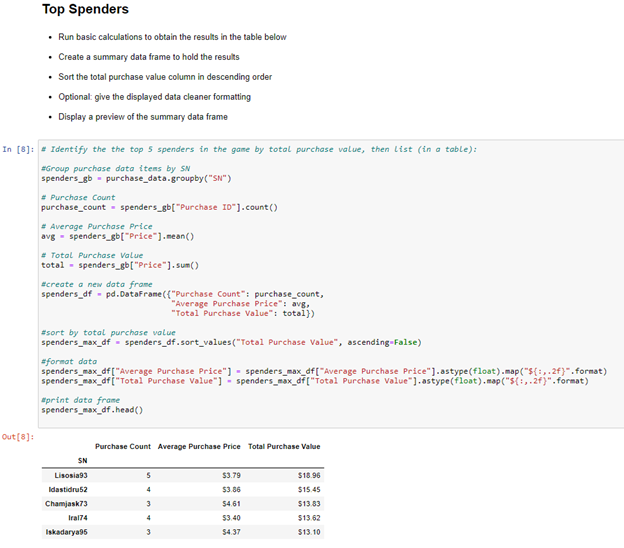 Top Spenders
• Run basic calculations to obtain the results in the table below
• Create a summary data frame to hold the results
• Sort the total purchase value column in descending order
• Optional: give the displayed data cleaner formatting
• Display a preview of the summary data frame
In [8]: # Identify the the top 5 spenders in the game by total purchase value, then list (in a table):
#Group purchase data items by SN
spenders_gb = purchase_data.groupby("SN")
# Purchase Count
purchase_count = spenders_gb["Purchase ID"].count()
# Average Purchase Price
avg = spenders_gb["Price"].mean()
# Total Purchase Value
total = spenders_gb["Price"].sum()
#create a new data frame
spenders_df = pd.DataFrame({"Purchase Count": purchase_count,
"Average Purchase Price": avg,
"Total Purchase Value": total})
#sort by total purchase value
spenders_max_df = spenders_df.sort_values("Total Purchase Value", ascending=False)
#format data
spenders_max_df["Average Purchase Price"] = spenders_max_df["Average Purchase Price"].astype(float).map("${:,.2f}".format)
spenders_max_df["Total Purchase Value"] = spenders_max_df["Total Purchase Value"].astype(float).map("${:,.2f}".format)
#print data frame
spenders_max_df.head()
Out[8]:
Purchase Count Average Purchase Price Total Purchase Value
SN
Lisosia93 5 $3.79 $18.96
Idastidru52 4 $3.86 $15.45
Chamjask73 3 $4.61 $13.83
Iral74 4 $3.40 $13.62
Iskadarya95 3 $4.37 $13.10